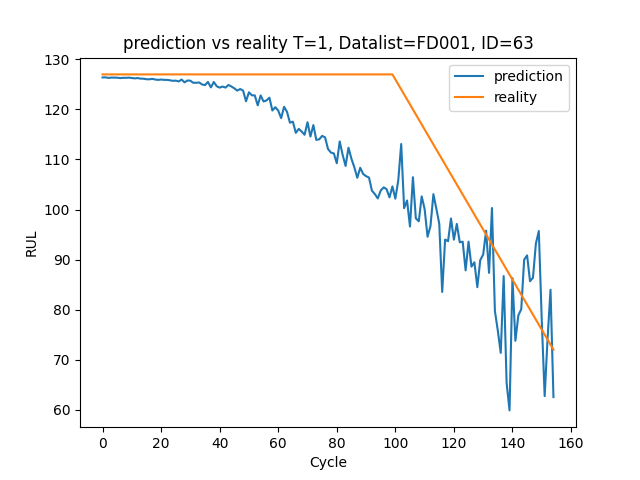 prediction vs reality T=1, Datalist=FD001, ID=63
prediction
reality
130
120
110
100
90
80
70
60
RUL
0 20 40 60 80 100 120 140 160
Cycle